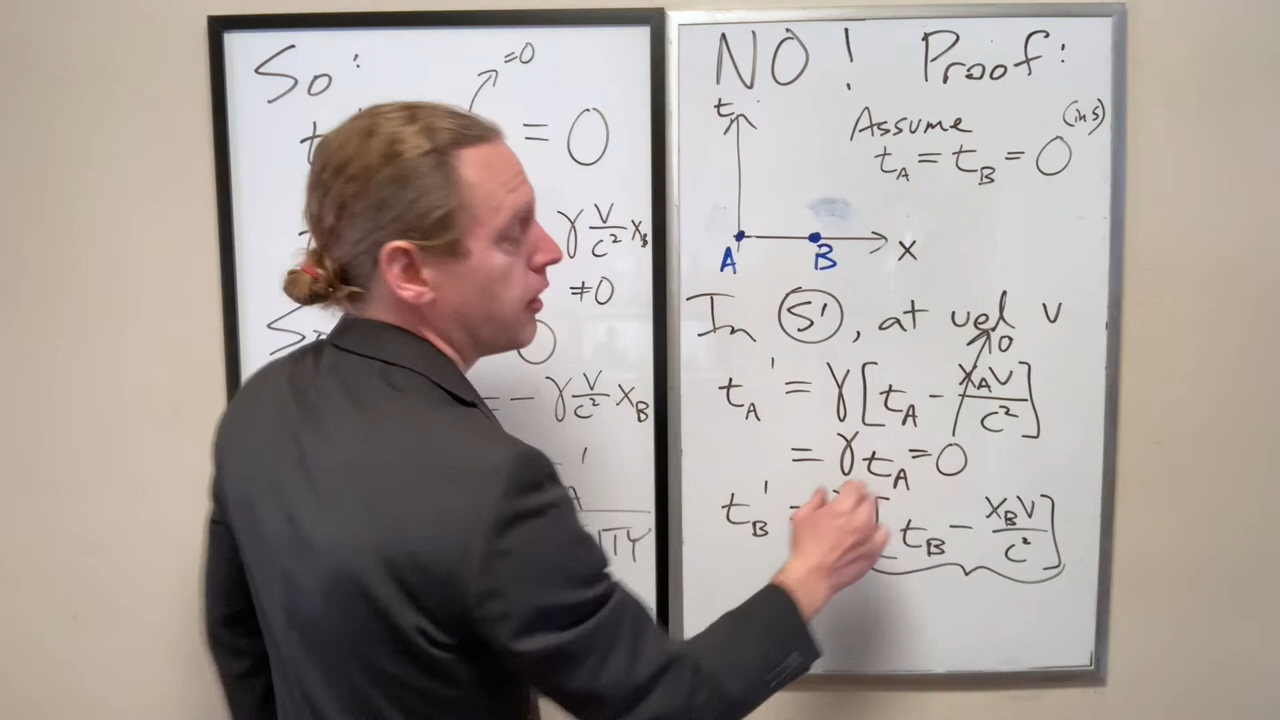 So:
=0
= 0
γ V/c² x_B
≠0
= - γ V/c² x_B
NO! Proof:
t
Assume (in S)
t_A = t_B = 0
A B x
In S', at vel v
0
t_A' = γ[t_A - x_A v/c²]
= γ t_A = 0
t_B' = [t_B - x_B v/c²]